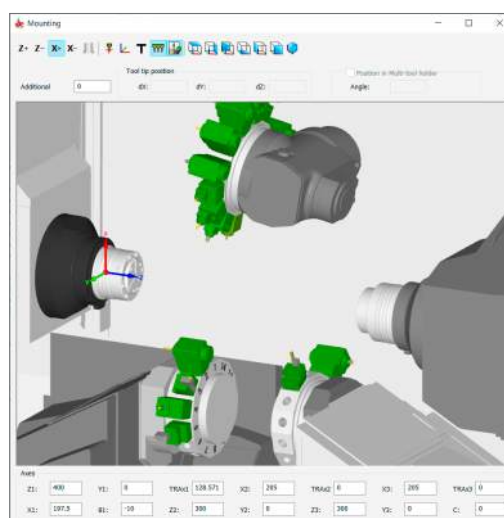 Mounting
Z+ Z- X+ X-
Tool tip position
Position in Multi-tool holder
Additional 0 dX: dY: dZ: Angle:
Axes
Z1: 400 Y1: 0 TRAx1 128.571 X2: 205 TRAx2 0 X3: 205 TRAx3 0
X1: 197.5 B1: -10 Z2: 300 Y2: 0 Z3: 300 Y3: 0 C: 0